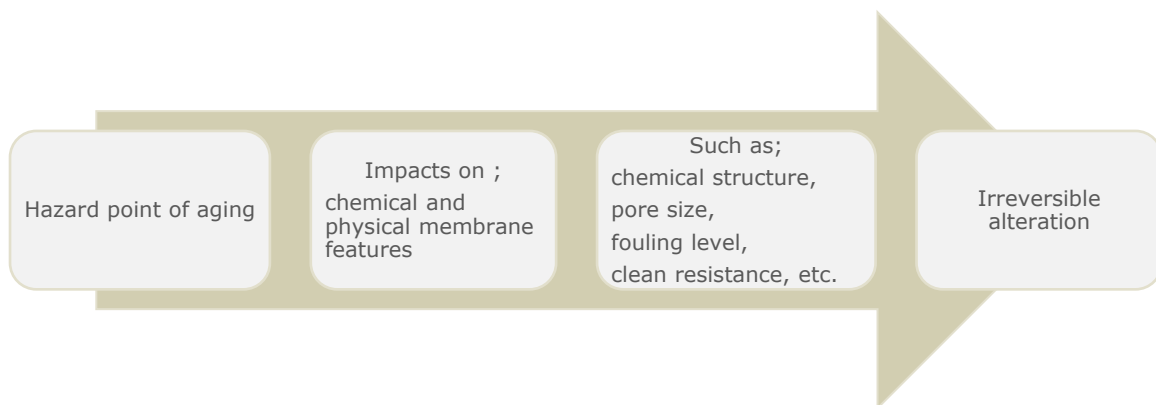 Hazard point of aging
Impacts on ;
chemical and
physical membrane
features
Such as;
chemical structure,
pore size,
fouling level,
clean resistance, etc.
Irreversible
alteration